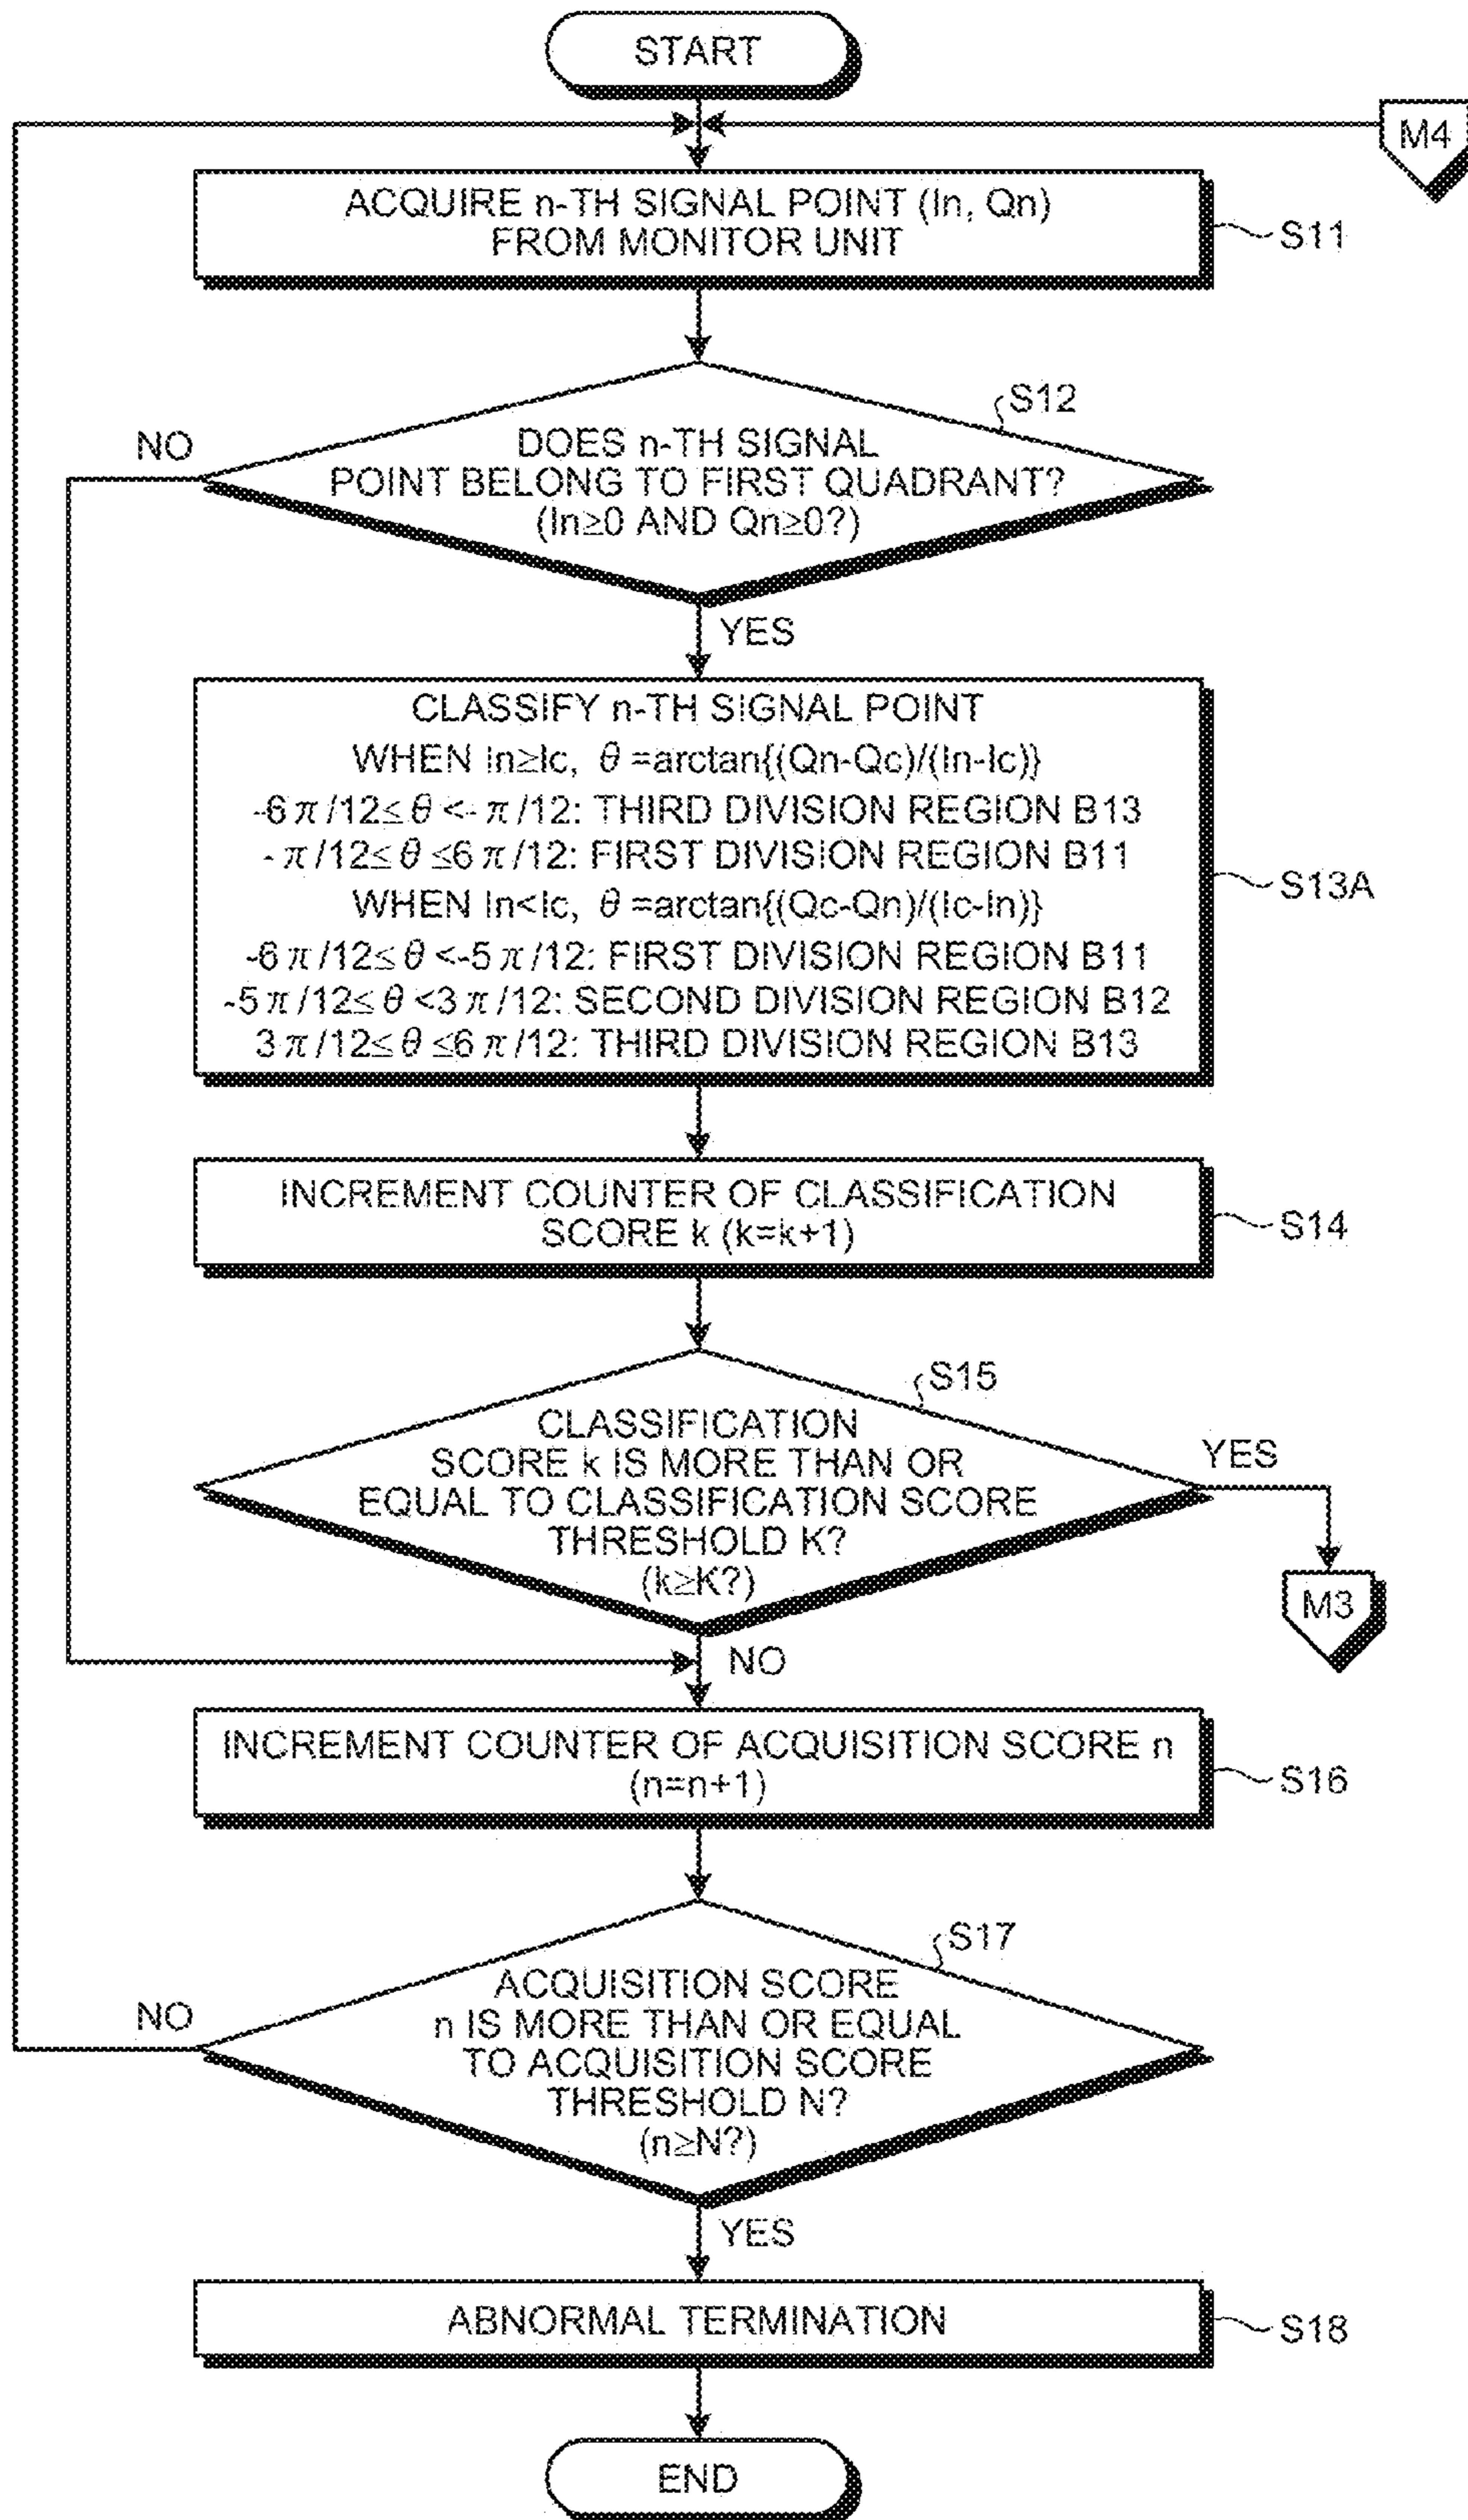 START
M4
ACQUIRE n-TH SIGNAL POINT (In, Qn)
FROM MONITOR UNIT
S11
S12
NO
DOES n-TH SIGNAL
POINT BELONG TO FIRST QUADRANT?
(In≥0 AND Qn≥0?)
YES
CLASSIFY n-TH SIGNAL POINT
WHEN In≥Ic, θ=arctan{(Qn-Qc)/(In-Ic)}
-6π/12≤θ<-π/12: THIRD DIVISION REGION B13
-π/12≤θ≤6π/12: FIRST DIVISION REGION B11
WHEN In<Ic, θ=arctan{(Qc-Qn)/(Ic-In)}
-6π/12≤θ<-5π/12: FIRST DIVISION REGION B11
-5π/12≤θ<3π/12: SECOND DIVISION REGION B12
3π/12≤θ≤6π/12: THIRD DIVISION REGION B13
S13A
INCREMENT COUNTER OF CLASSIFICATION
SCORE k (k=k+1)
S14
S15
CLASSIFICATION
SCORE k IS MORE THAN OR
EQUAL TO CLASSIFICATION SCORE
THRESHOLD K?
(k≥K?)
YES
M3
NO
INCREMENT COUNTER OF ACQUISITION SCORE n
(n=n+1)
S16
S17
NO
ACQUISITION SCORE
n IS MORE THAN OR EQUAL
TO ACQUISITION SCORE
THRESHOLD N?
(n≥N?)
YES
ABNORMAL TERMINATION
S18
END